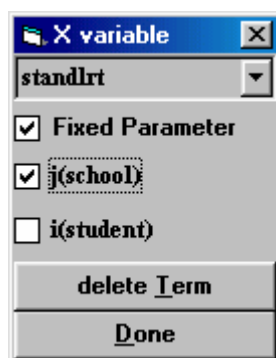 X variable
standlrt
Fixed Parameter
j(school)
i(student)
delete Term
Done